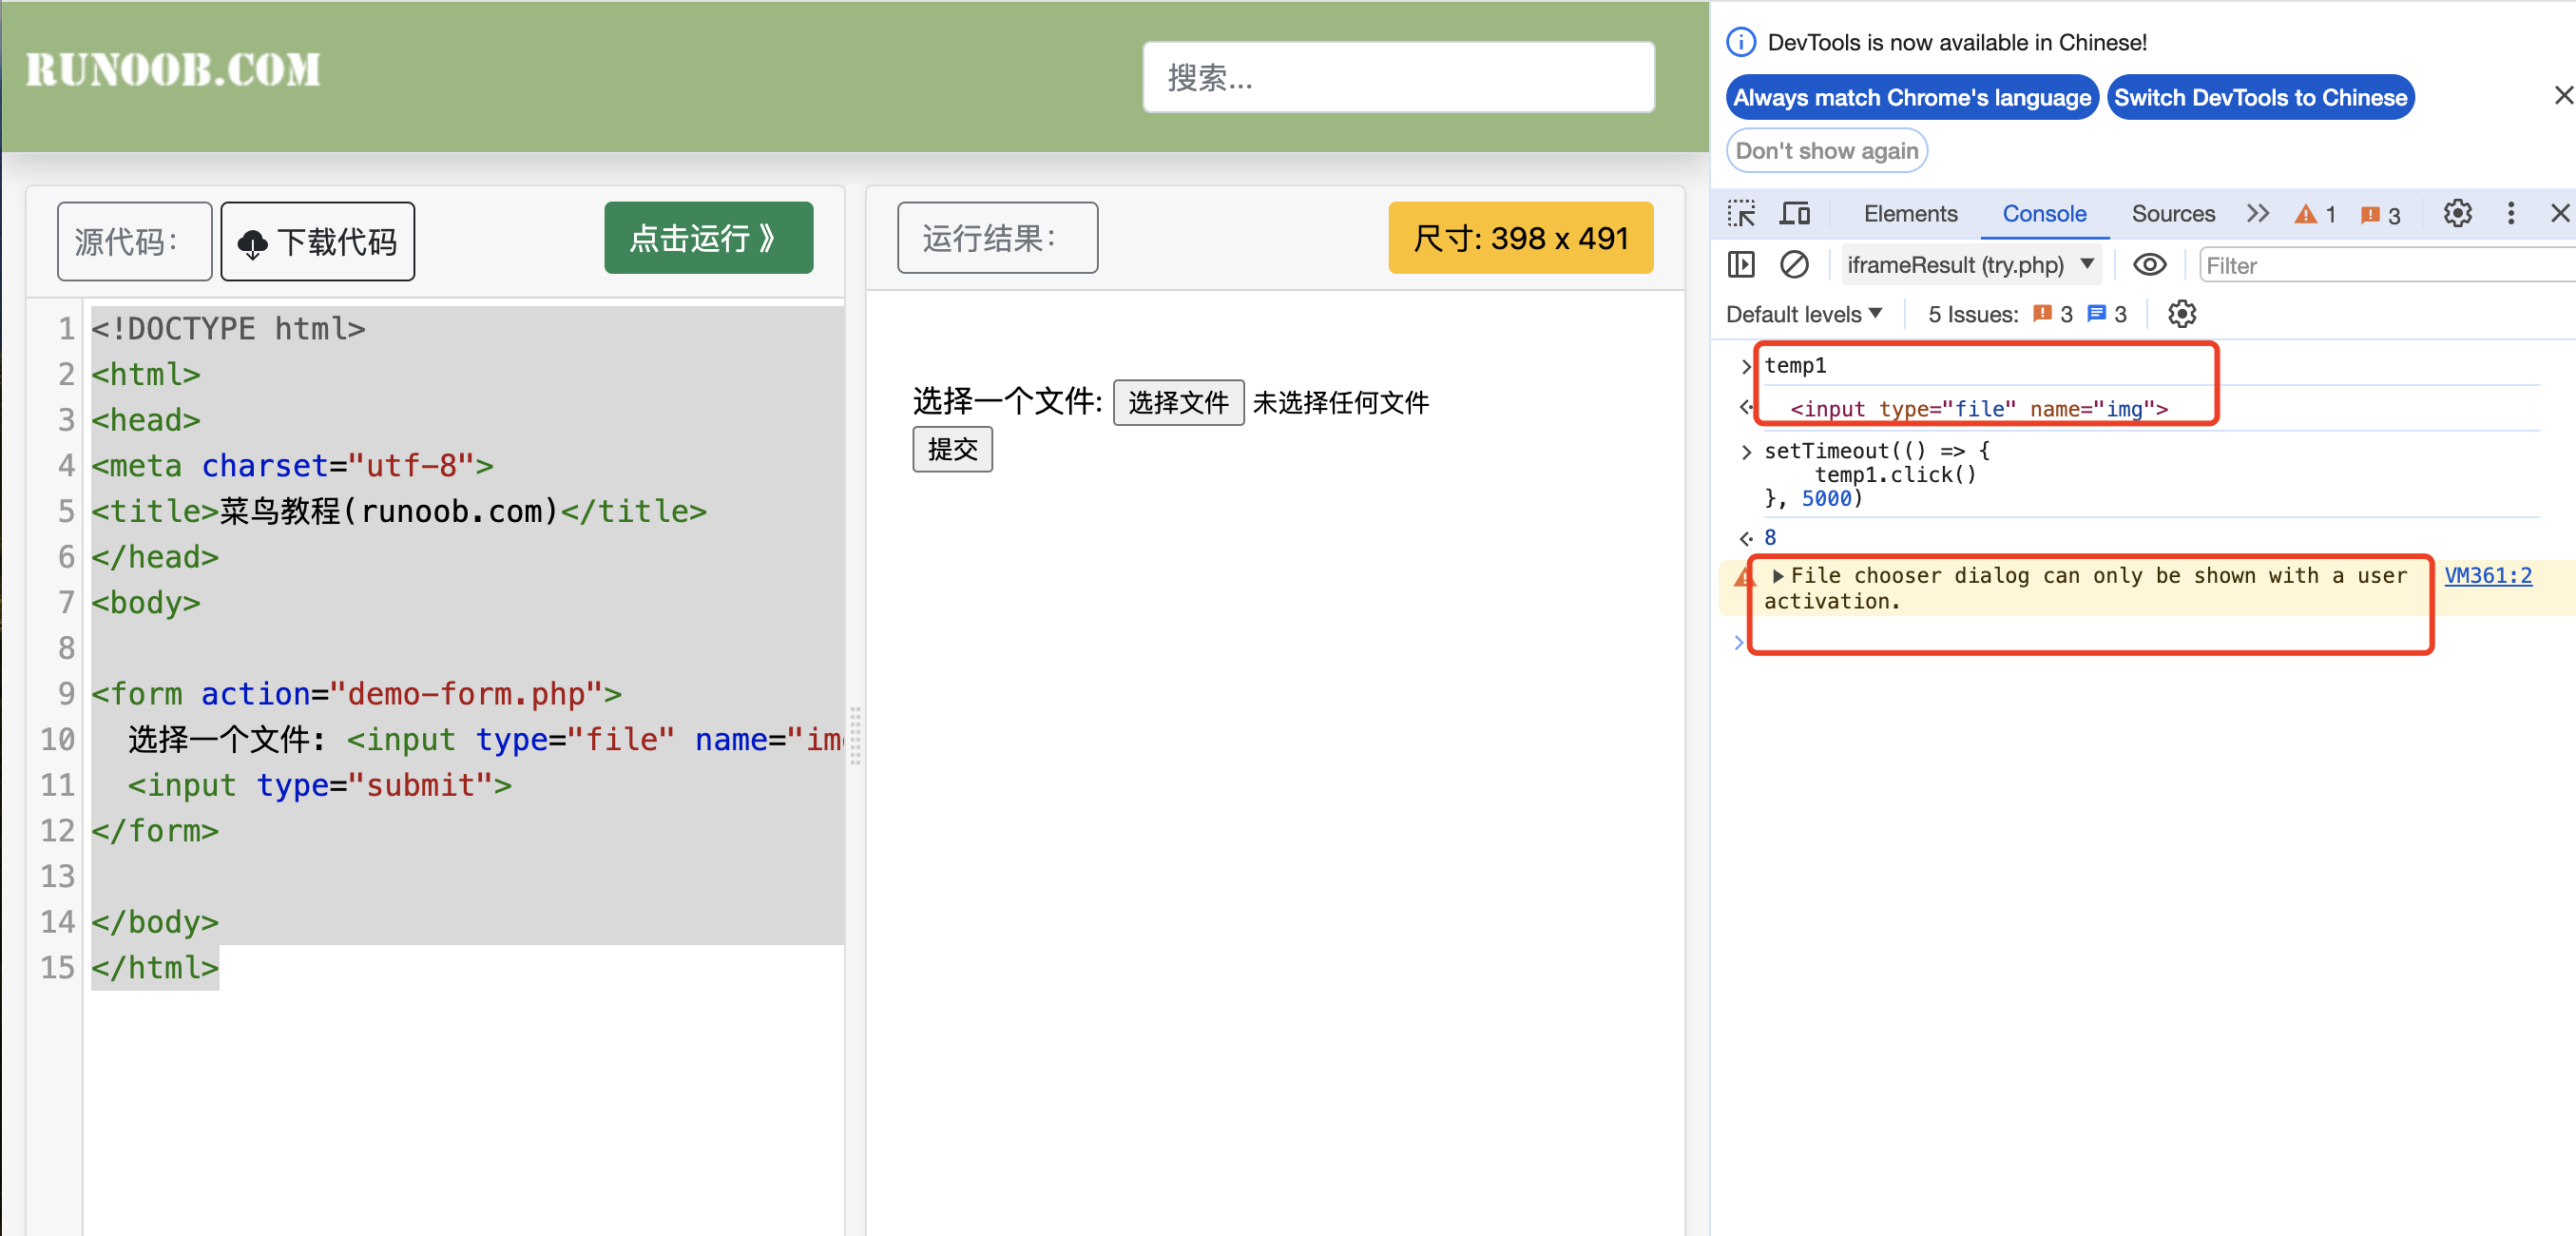 RUNOOB.COM
搜索...
源代码：
下载代码
点击运行 》
运行结果：
尺寸: 398 x 491
1 <!DOCTYPE html>
2 <html>
3 <head>
4 <meta charset="utf-8">
5 <title>菜鸟教程(runoob.com)</title>
6 </head>
7 <body>
8
9 <form action="demo-form.php">
10 选择一个文件: <input type="file" name="im
11 <input type="submit">
12 </form>
13
14 </body>
15 </html>
选择一个文件: 选择文件 未选择任何文件
提交
DevTools is now available in Chinese!
Always match Chrome's language Switch DevTools to Chinese
Don't show again
Elements Console Sources 1 3
iframeResult (try.php) Filter
Default levels 5 Issues: 3 3
temp1
<input type="file" name="img">
setTimeout(() => {
temp1.click()
}, 5000)
8
File chooser dialog can only be shown with a user VM361:2
activation.